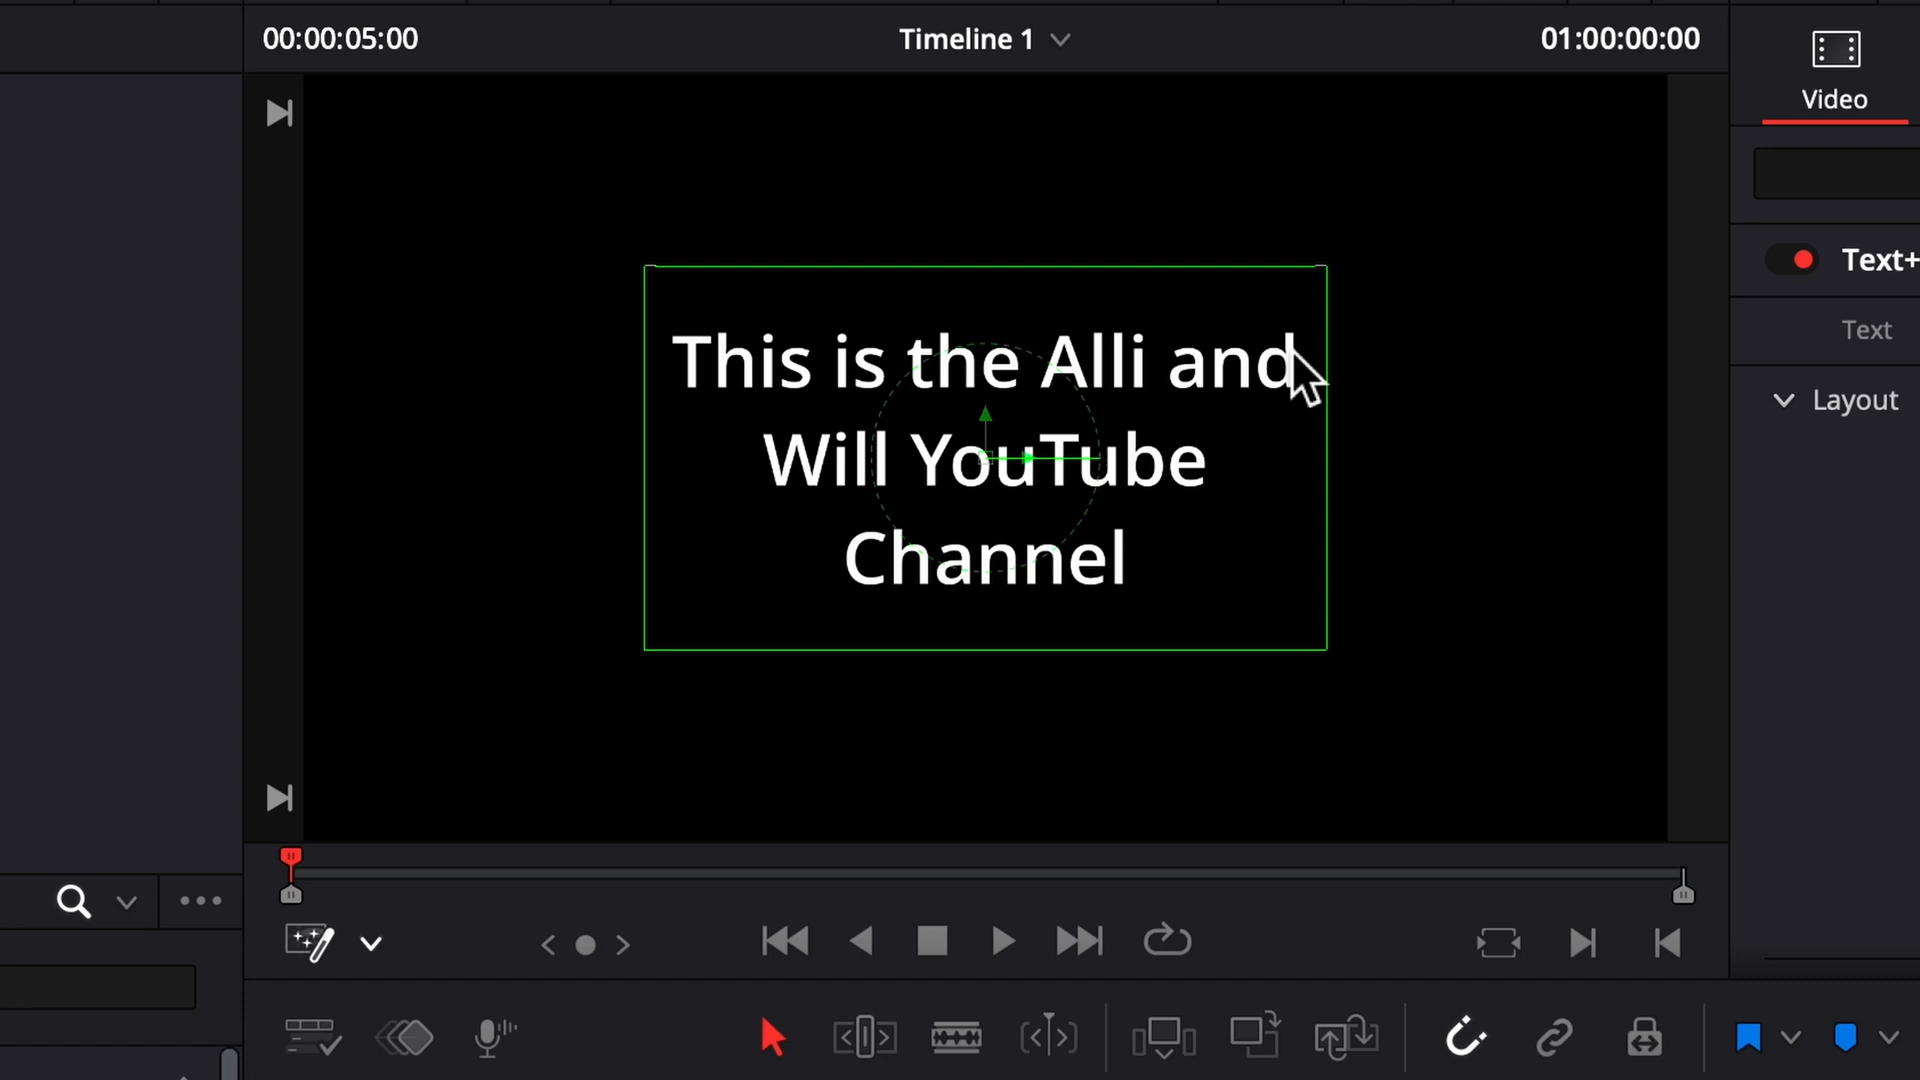 00:00:05:00
Timeline 1
01:00:00:00
Video
Text+
Text
Layout
This is the Alli and
Will YouTube
Channel